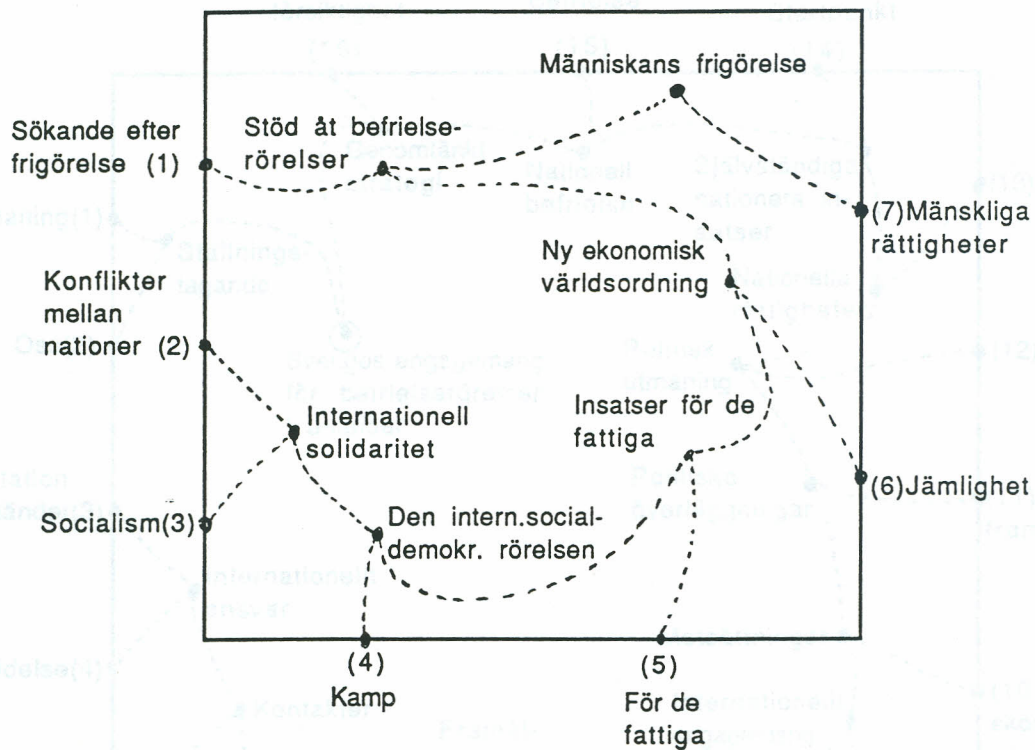 Människans frigörelse
Sökande efter
frigörelse (1)
Stöd åt befrielse-
rörelser
(7)Mänskliga
rättigheter
Ny ekonomisk
världsordning
Konflikter
mellan
nationer (2)
Insatser för de
fattiga
Internationell
solidaritet
(6)Jämlighet
Socialism(3)
Den intern.social-
demokr. rörelsen
(4)
Kamp
(5)
För de
fattiga